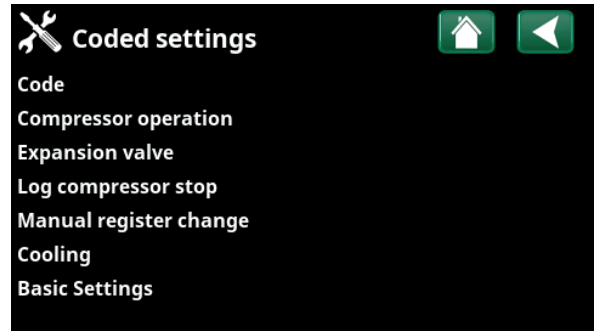 Coded settings
Code
Compressor operation
Expansion valve
Log compressor stop
Manual register change
Cooling
Basic Settings